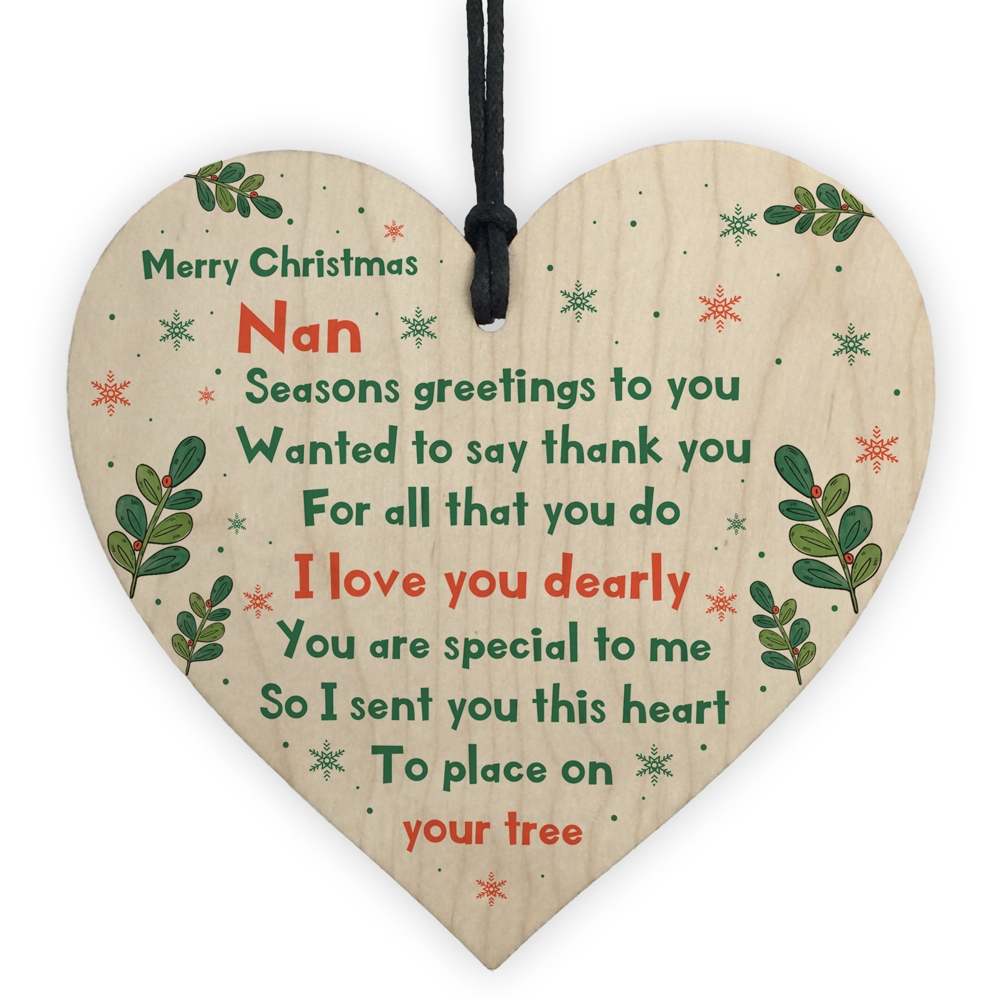 Merry Christmas
Nan
Seasons greetings to you
Wanted to say thank you
For all that you do
I love you dearly
You are special to me
So I sent you this heart
To place on
your tree